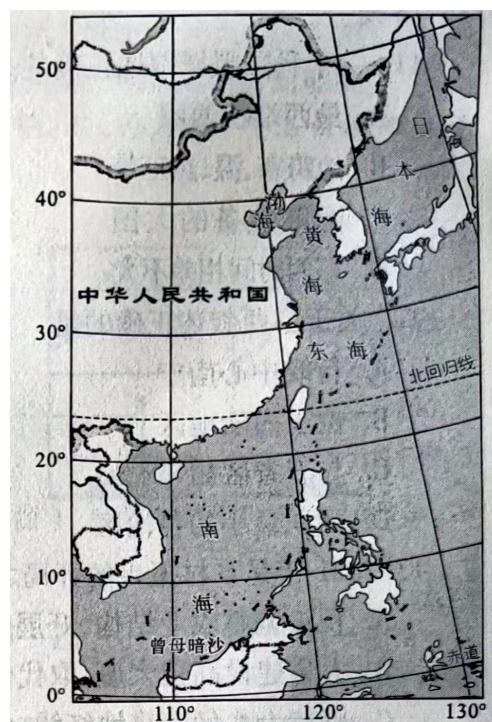 50°
日
本
海
40°
渤
海
黄
海
中华人民共和国
30°
东海
北回归线
20°
南
海
10°
曾母暗沙
赤道
0°
110° 120° 130°